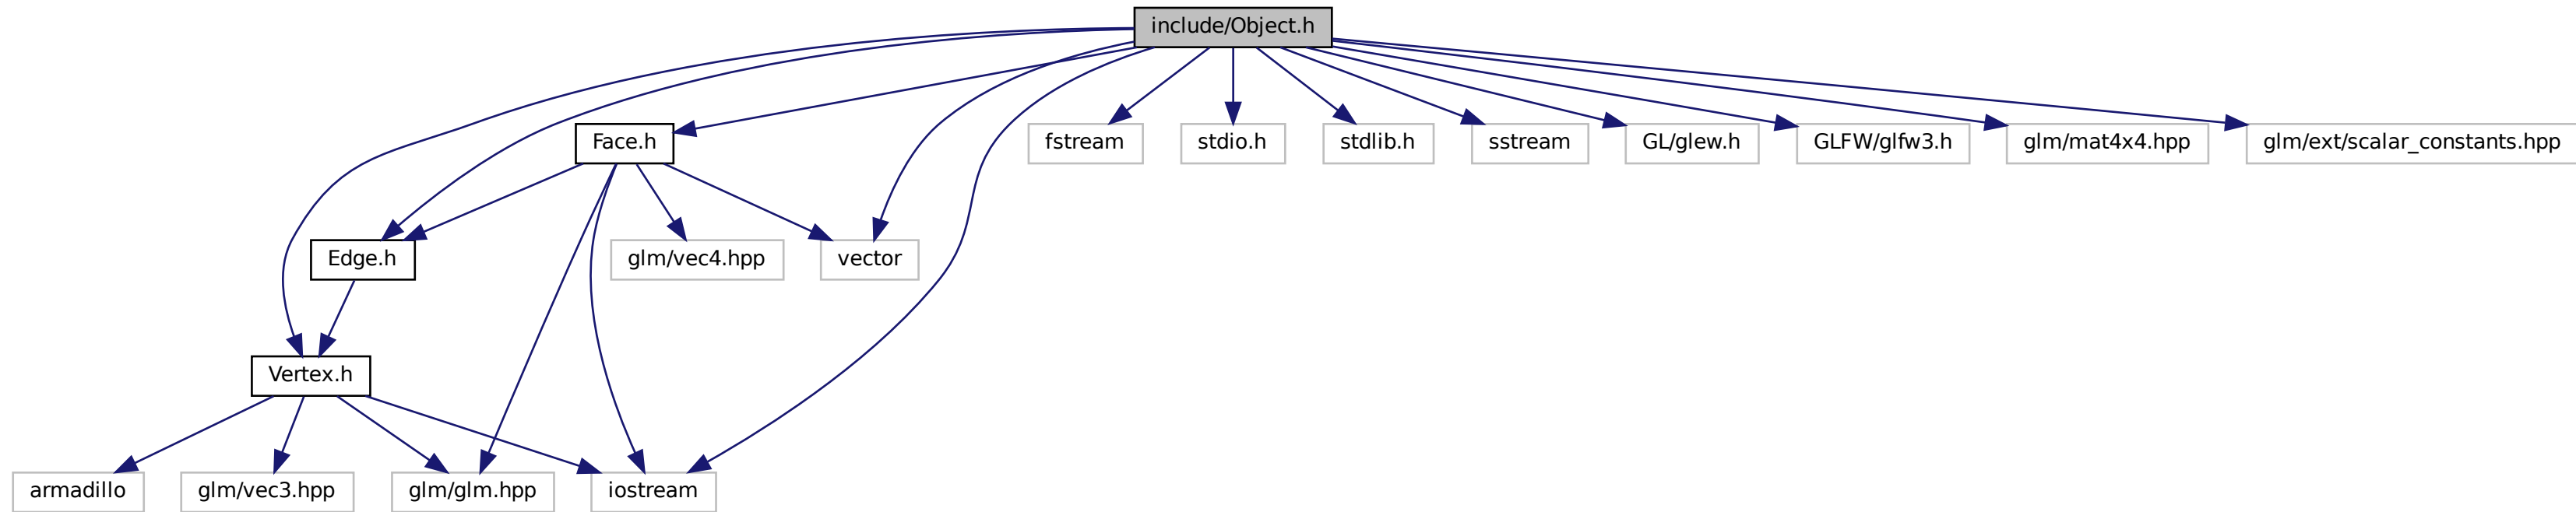 include/Object.h
Face.h
fstream
stdio.h
stdlib.h
sstream
GL/glew.h
GLFW/glfw3.h
glm/mat4x4.hpp
glm/ext/scalar_constants.hpp
Edge.h
glm/vec4.hpp
vector
Vertex.h
armadillo
glm/vec3.hpp
glm/glm.hpp
iostream